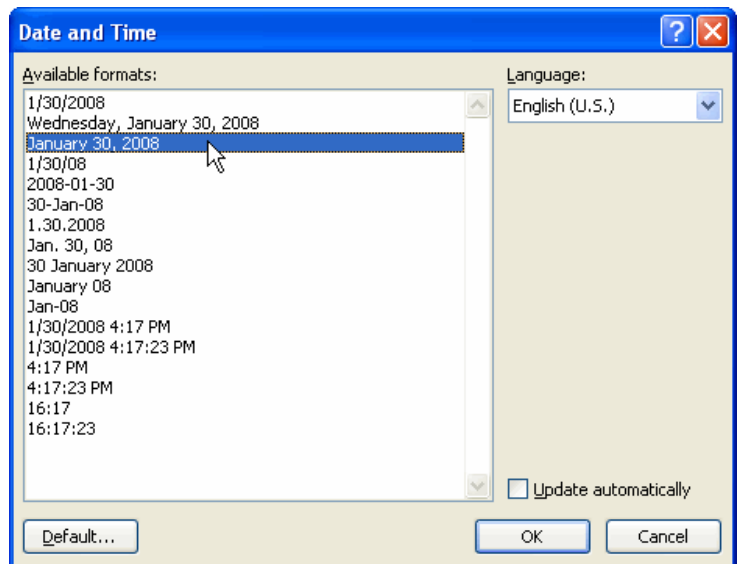 Date and Time
Available formats:
1/30/2008
Wednesday, January 30, 2008
January 30, 2008
1/30/08
2008-01-30
30-Jan-08
1.30.2008
Jan. 30, 08
30 January 2008
January 08
Jan-08
1/30/2008 4:17 PM
1/30/2008 4:17:23 PM
4:17 PM
4:17:23 PM
16:17
16:17:23
Language:
English (U.S.)
Update automatically
Default...
OK
Cancel